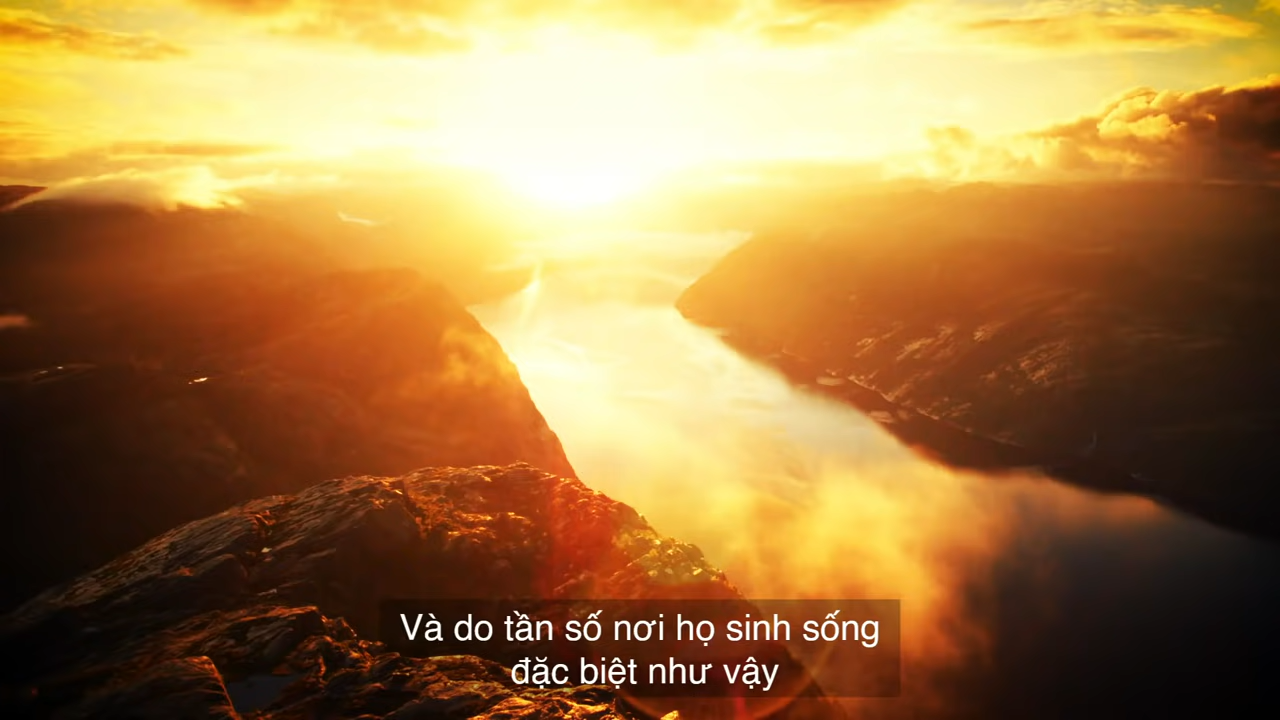 Và do tần số nơi họ sinh sống
đặc biệt như vậy